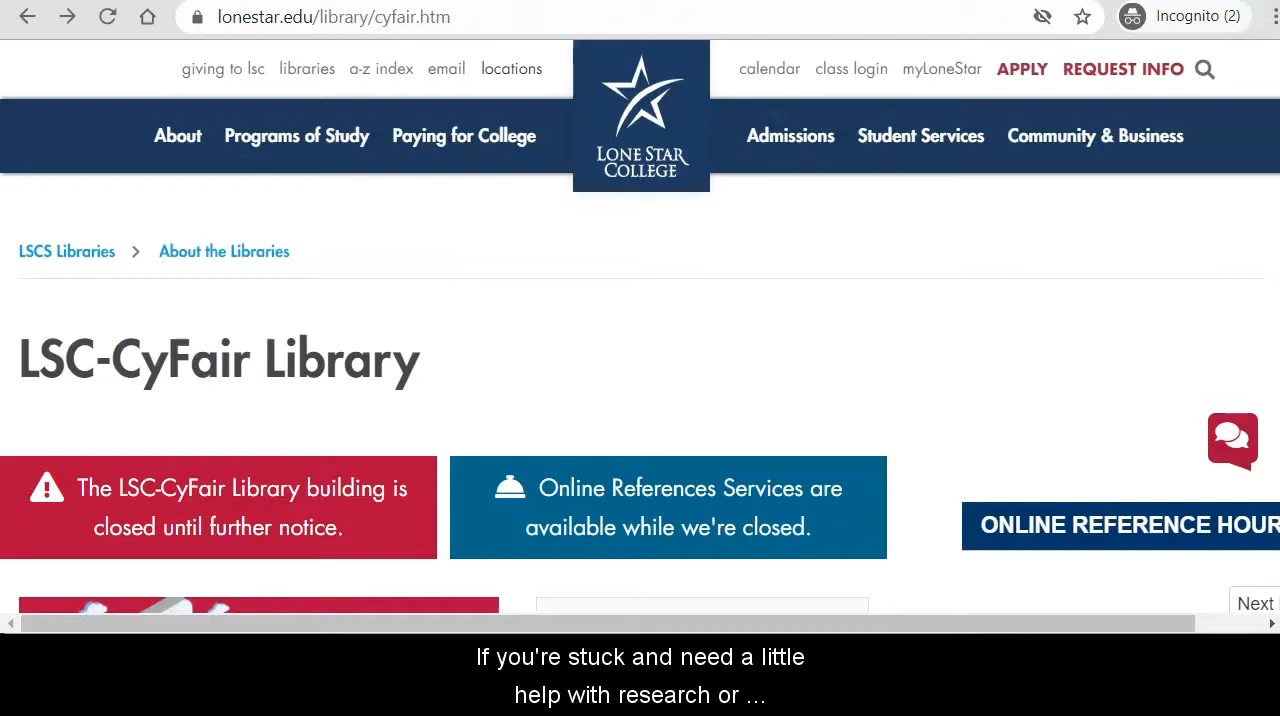 lonestar.edu/library/cyfair.htm
Incognito (2)
giving to lsc libraries a-z index email locations
calendar class login myLoneStar APPLY REQUEST INFO
About Programs of Study Paying for College
LONE STAR
COLLEGE
Admissions Student Services Community & Business
LSCS Libraries > About the Libraries
LSC-CyFair Library
The LSC-CyFair Library building is
closed until further notice.
Online References Services are
available while we're closed.
ONLINE REFERENCE HOUR
Next
If you're stuck and need a little
help with research or ...